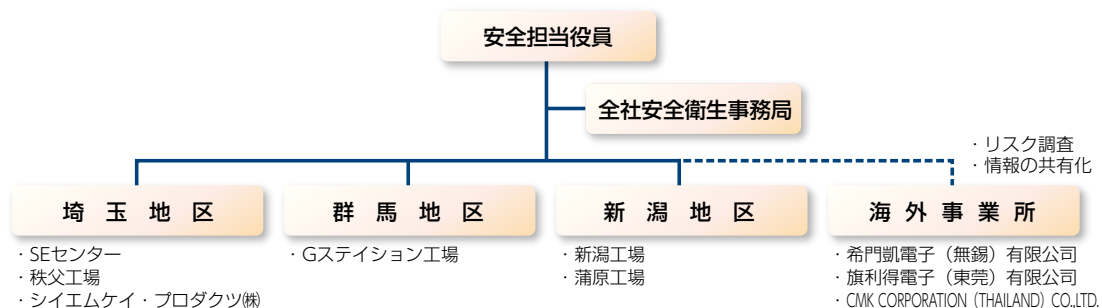 安全担当役員
全社安全衛生事務局
・リスク調査
・情報の共有化
埼玉地区
・SEセンター
・秩父工場
・シイエムケイ・プロダクツ㈱
群馬地区
・Gステイション工場
新潟地区
・新潟工場
・蒲原工場
海外事業所
・希門凱電子（無錫）有限公司
・旗利得電子（東莞）有限公司
・CMK CORPORATION (THAILAND) CO.,LTD.